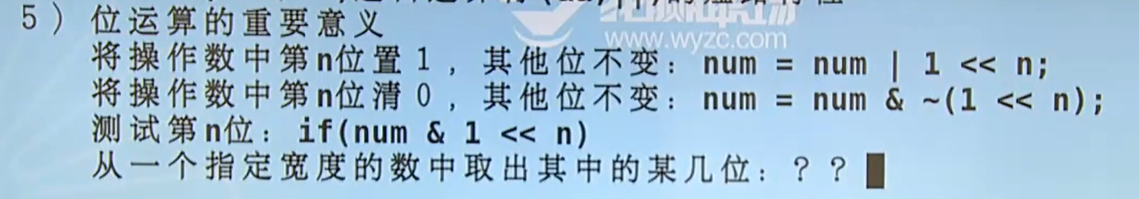 www.wyzc.com
5）位运算的重要意义
将操作数中第n位置1，其他位不变：num = num | 1 << n;
将操作数中第n位清0，其他位不变：num = num & ~(1 << n);
测试第n位：if(num & 1 << n)
从一个指定宽度的数中取出其中的某几位：？？